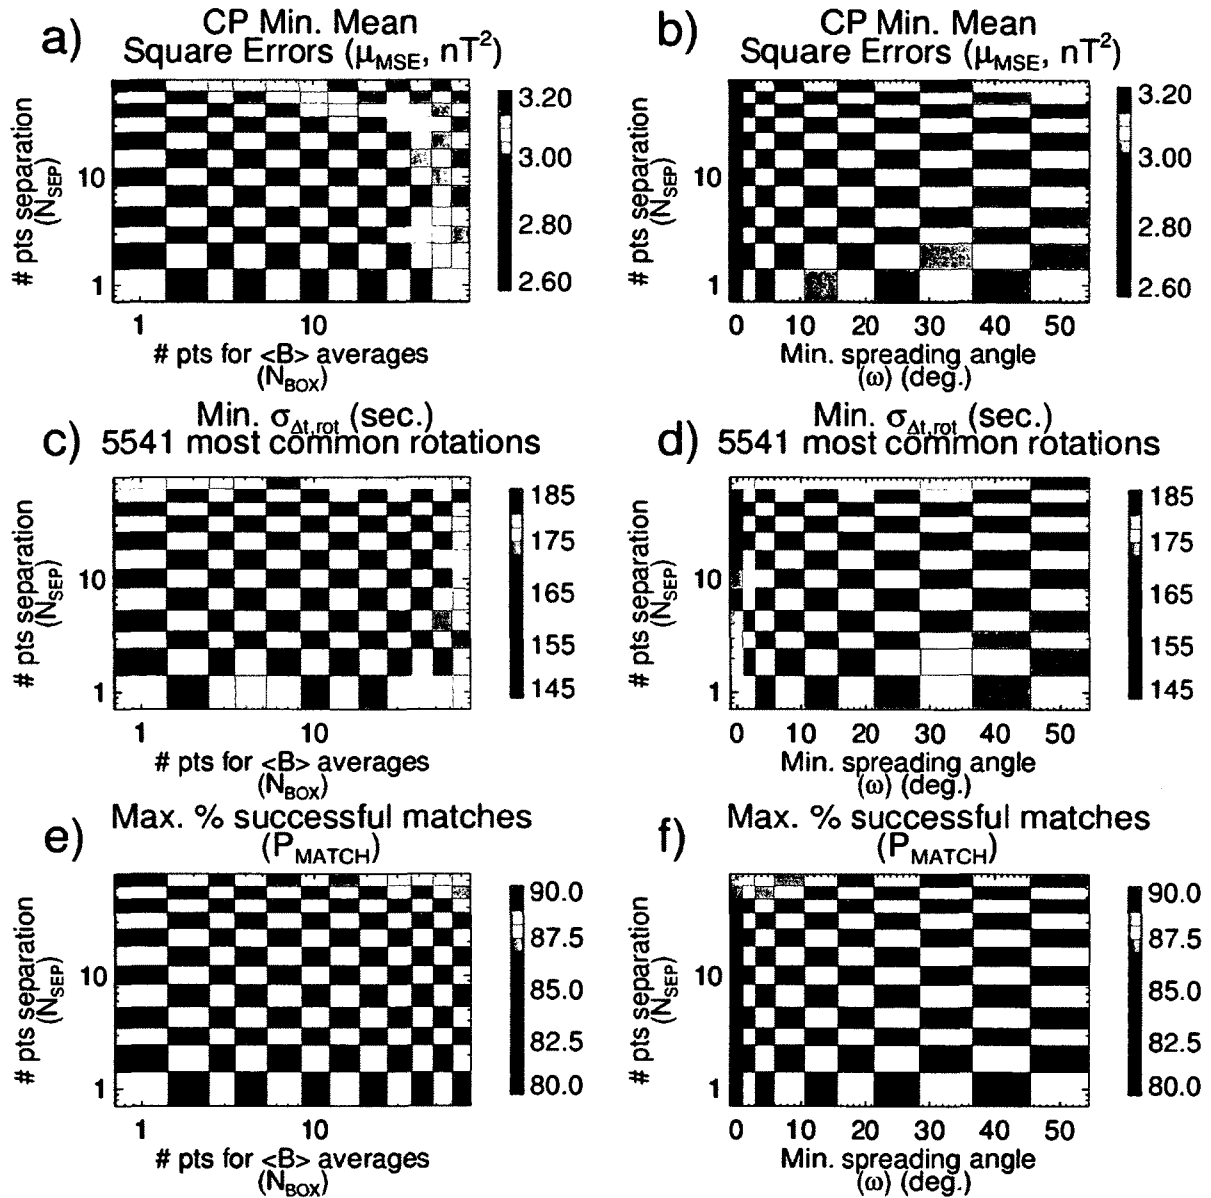 a) CP Min. Mean
Square Errors (μMSE, nT²)
# pts separation
(NSEP)
10
1
3.20
3.00
2.80
2.60
1 10
# pts for <B> averages
(NBOX)
b) CP Min. Mean
Square Errors (μMSE, nT²)
# pts separation
(NSEP)
10
1
3.20
3.00
2.80
2.60
0 10 20 30 40 50
Min. spreading angle
(ω) (deg.)
c) Min. σΔt,rot (sec.)
5541 most common rotations
# pts separation
(NSEP)
10
1
185
175
165
155
145
1 10
# pts for <B> averages
(NBOX)
d) Min. σΔt,rot (sec.)
5541 most common rotations
# pts separation
(NSEP)
10
1
185
175
165
155
145
0 10 20 30 40 50
Min. spreading angle
(ω) (deg.)
e) Max. % successful matches
(PMATCH)
# pts separation
(NSEP)
10
1
90.0
87.5
85.0
82.5
80.0
1 10
# pts for <B> averages
(NBOX)
f) Max. % successful matches
(PMATCH)
# pts separation
(NSEP)
10
1
90.0
87.5
85.0
82.5
80.0
0 10 20 30 40 50
Min. spreading angle
(ω) (deg.)